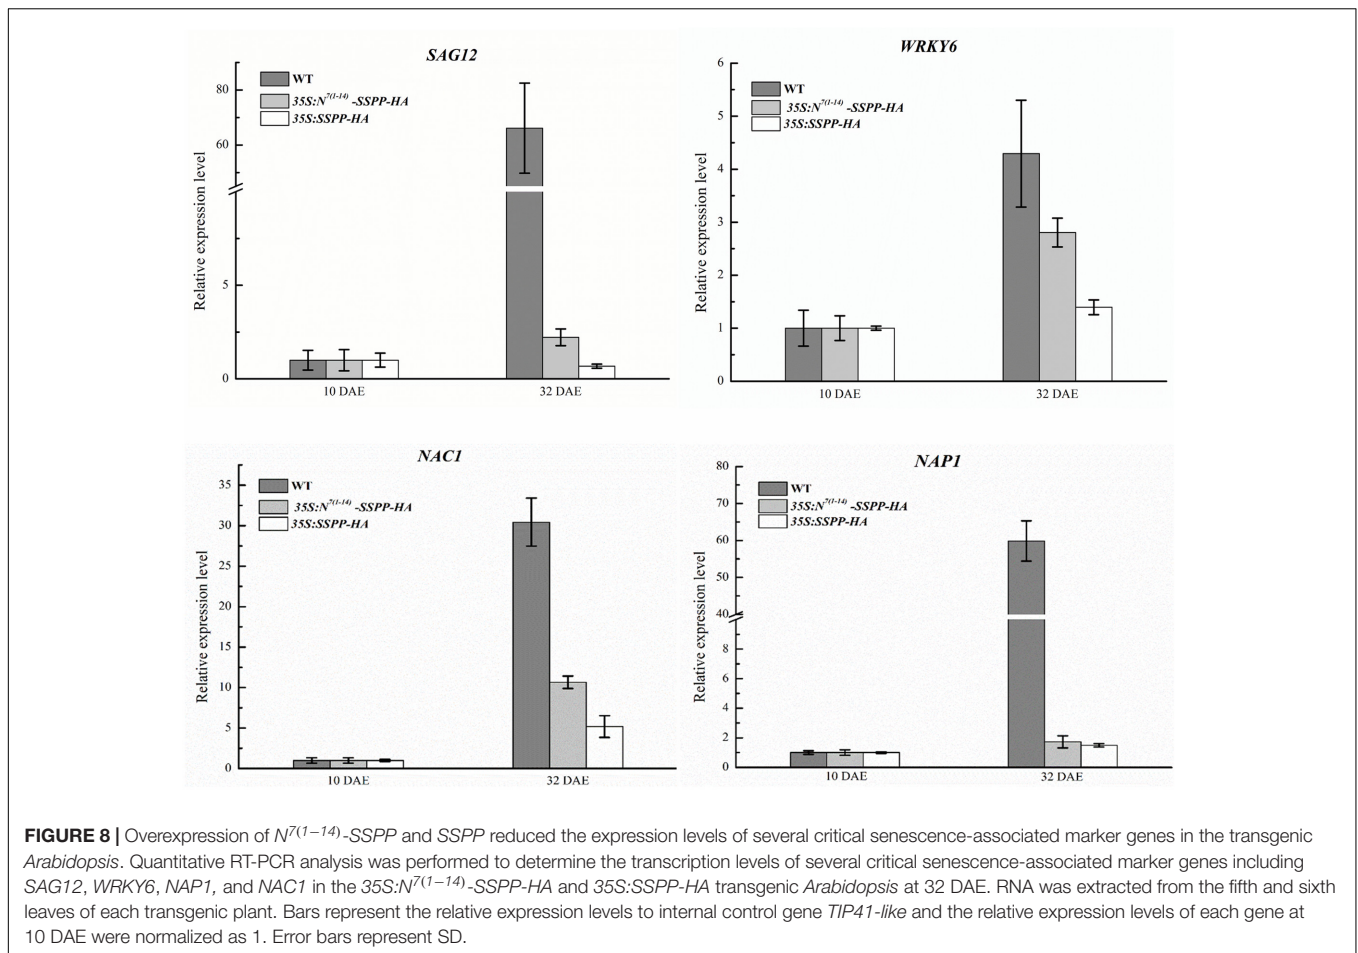 SAG12
WT
35S:N7(1-14) -SSPP-HA
35S:SSPP-HA
Relative expression level
80
60
5
0
10 DAE
32 DAE
WRKY6
WT
35S:N7(1-14) -SSPP-HA
35S:SSPP-HA
Relative expression level
6
5
4
3
2
1
0
10 DAE
32 DAE
NAC1
WT
35S:N7(1-14) -SSPP-HA
35S:SSPP-HA
Relative expression level
35
30
25
20
15
10
5
0
10 DAE
32 DAE
NAP1
WT
35S:N7(1-14) -SSPP-HA
35S:SSPP-HA
Relative expression level
80
70
60
50
40
8
6
4
2
0
10 DAE
32 DAE
FIGURE 8 | Overexpression of N7(1−14)-SSPP and SSPP reduced the expression levels of several critical senescence-associated marker genes in the transgenic
Arabidopsis. Quantitative RT-PCR analysis was performed to determine the transcription levels of several critical senescence-associated marker genes including
SAG12, WRKY6, NAP1, and NAC1 in the 35S:N7(1−14)-SSPP-HA and 35S:SSPP-HA transgenic Arabidopsis at 32 DAE. RNA was extracted from the fifth and sixth
leaves of each transgenic plant. Bars represent the relative expression levels to internal control gene TIP41-like and the relative expression levels of each gene at
10 DAE were normalized as 1. Error bars represent SD.